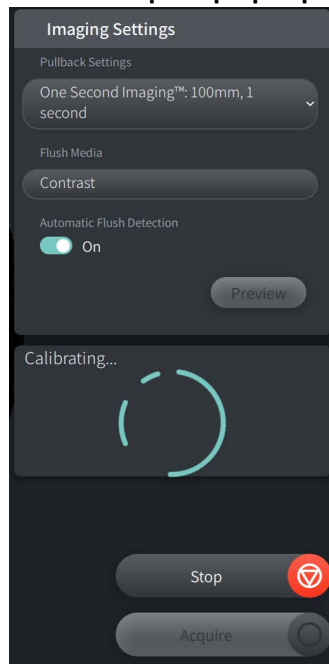 Imaging Settings
Pullback Settings
One Second Imaging™: 100mm, 1
second
Flush Media
Contrast
Automatic Flush Detection
On
Preview
Calibrating...
Stop
Acquire